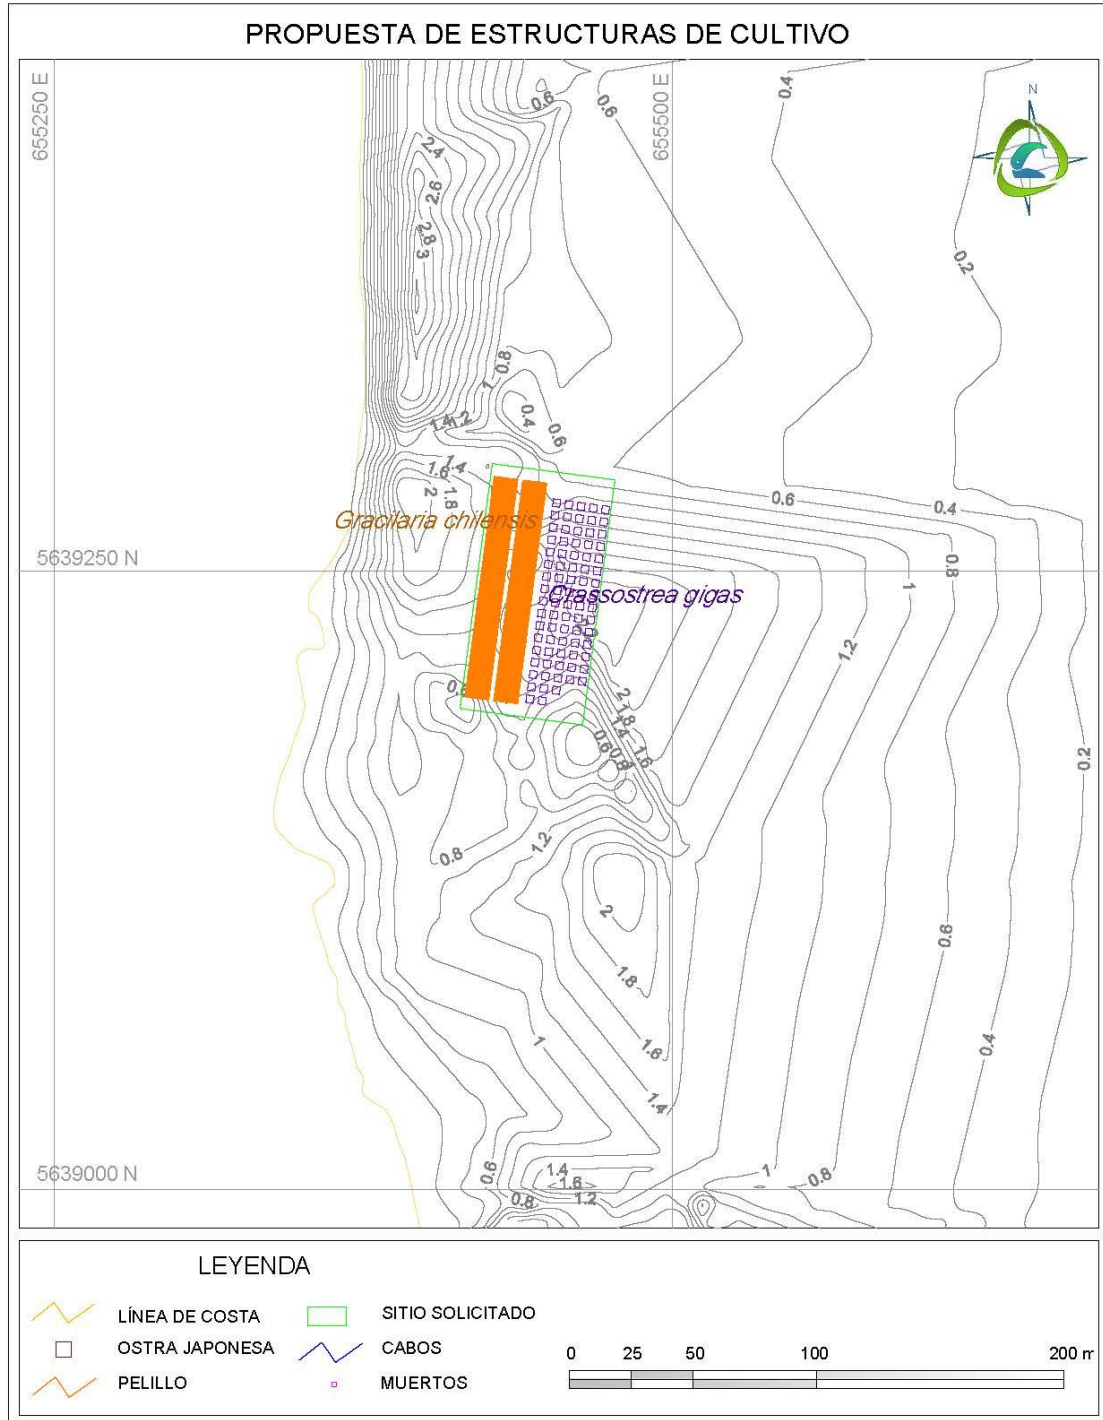 PROPUESTA DE ESTRUCTURAS DE CULTIVO
655250 E
655500 E
N
0.6
0.6
0.4
2.4
2.6
2.8
3
0.2
0.8
1
0.4
0.6
1.4
1.2
1.6
1.4
2
1.8
0.6
0.4
Gracilaria chilensis
5639250 N
0.8
1
Crassostrea gigas
1.2
2
1.8
1.4
1.6
0.6
0.8
0.2
0.8
1.2
2
1.8
0.6
1
1.6
0.4
1.4
5639000 N
0.6
1.4
1.6
1.2
0.8
1
0.8
LEYENDA
LÍNEA DE COSTA
SITIO SOLICITADO
OSTRA JAPONESA
CABOS
PELILLO
MUERTOS
0 25 50 100 200 m